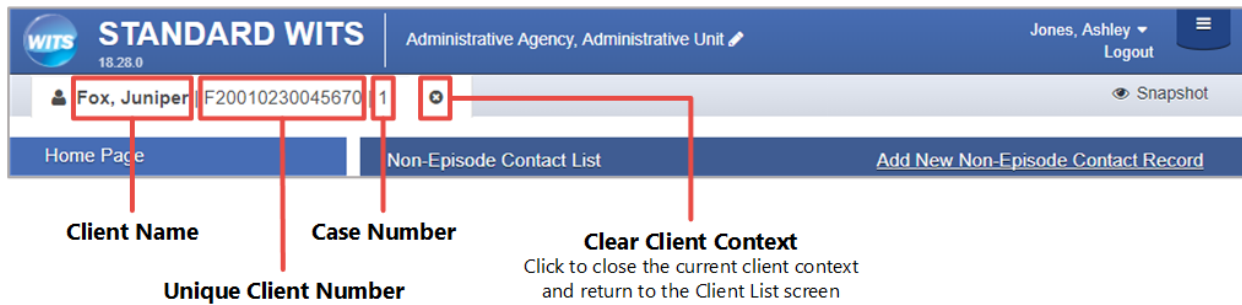 WITS STANDARD WITS Administrative Agency, Administrative Unit Jones, Ashley
18.28.0 Logout
Fox, Juniper | F20010230045670 | 1 Snapshot
Home Page Non-Episode Contact List Add New Non-Episode Contact Record
Client Name Case Number Clear Client Context
Click to close the current client context
Unique Client Number and return to the Client List screen